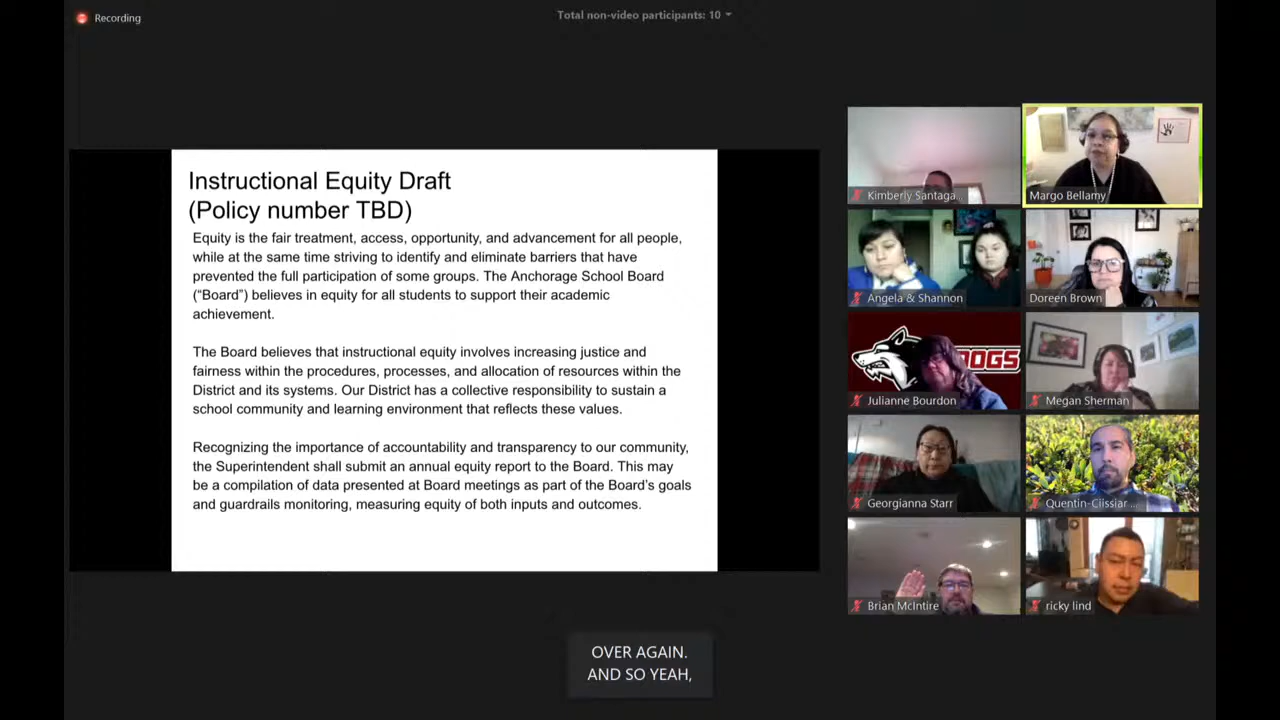 Recording
Total non-video participants: 10
Instructional Equity Draft
(Policy number TBD)
Equity is the fair treatment, access, opportunity, and advancement for all people,
while at the same time striving to identify and eliminate barriers that have
prevented the full participation of some groups. The Anchorage School Board
(“Board”) believes in equity for all students to support their academic
achievement.
The Board believes that instructional equity involves increasing justice and
fairness within the procedures, processes, and allocation of resources within the
District and its systems. Our District has a collective responsibility to sustain a
school community and learning environment that reflects these values.
Recognizing the importance of accountability and transparency to our community,
the Superintendent shall submit an annual equity report to the Board. This may
be a compilation of data presented at Board meetings as part of the Board’s goals
and guardrails monitoring, measuring equity of both inputs and outcomes.
Kimberly Santaga...
Margo Bellamy
Angela & Shannon
Doreen Brown
DOGS
Julianne Bourdon
Megan Sherman
Georgianna Starr
Quentin-Ciissiar ...
Brian McIntire
ricky lind
OVER AGAIN.
AND SO YEAH,